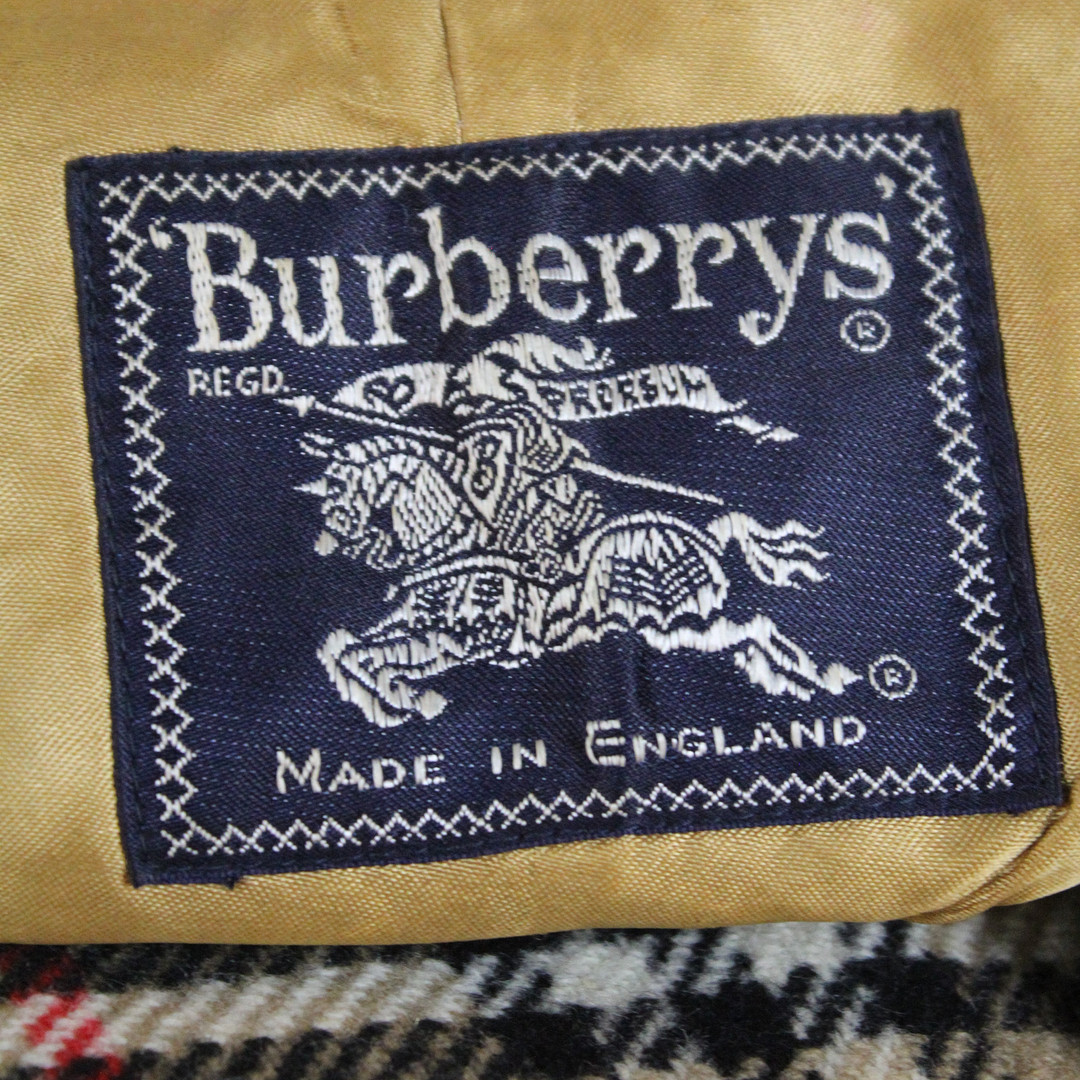 'Burberrys'
®
REGD.
B PRORSUM
B
®
MADE IN ENGLAND